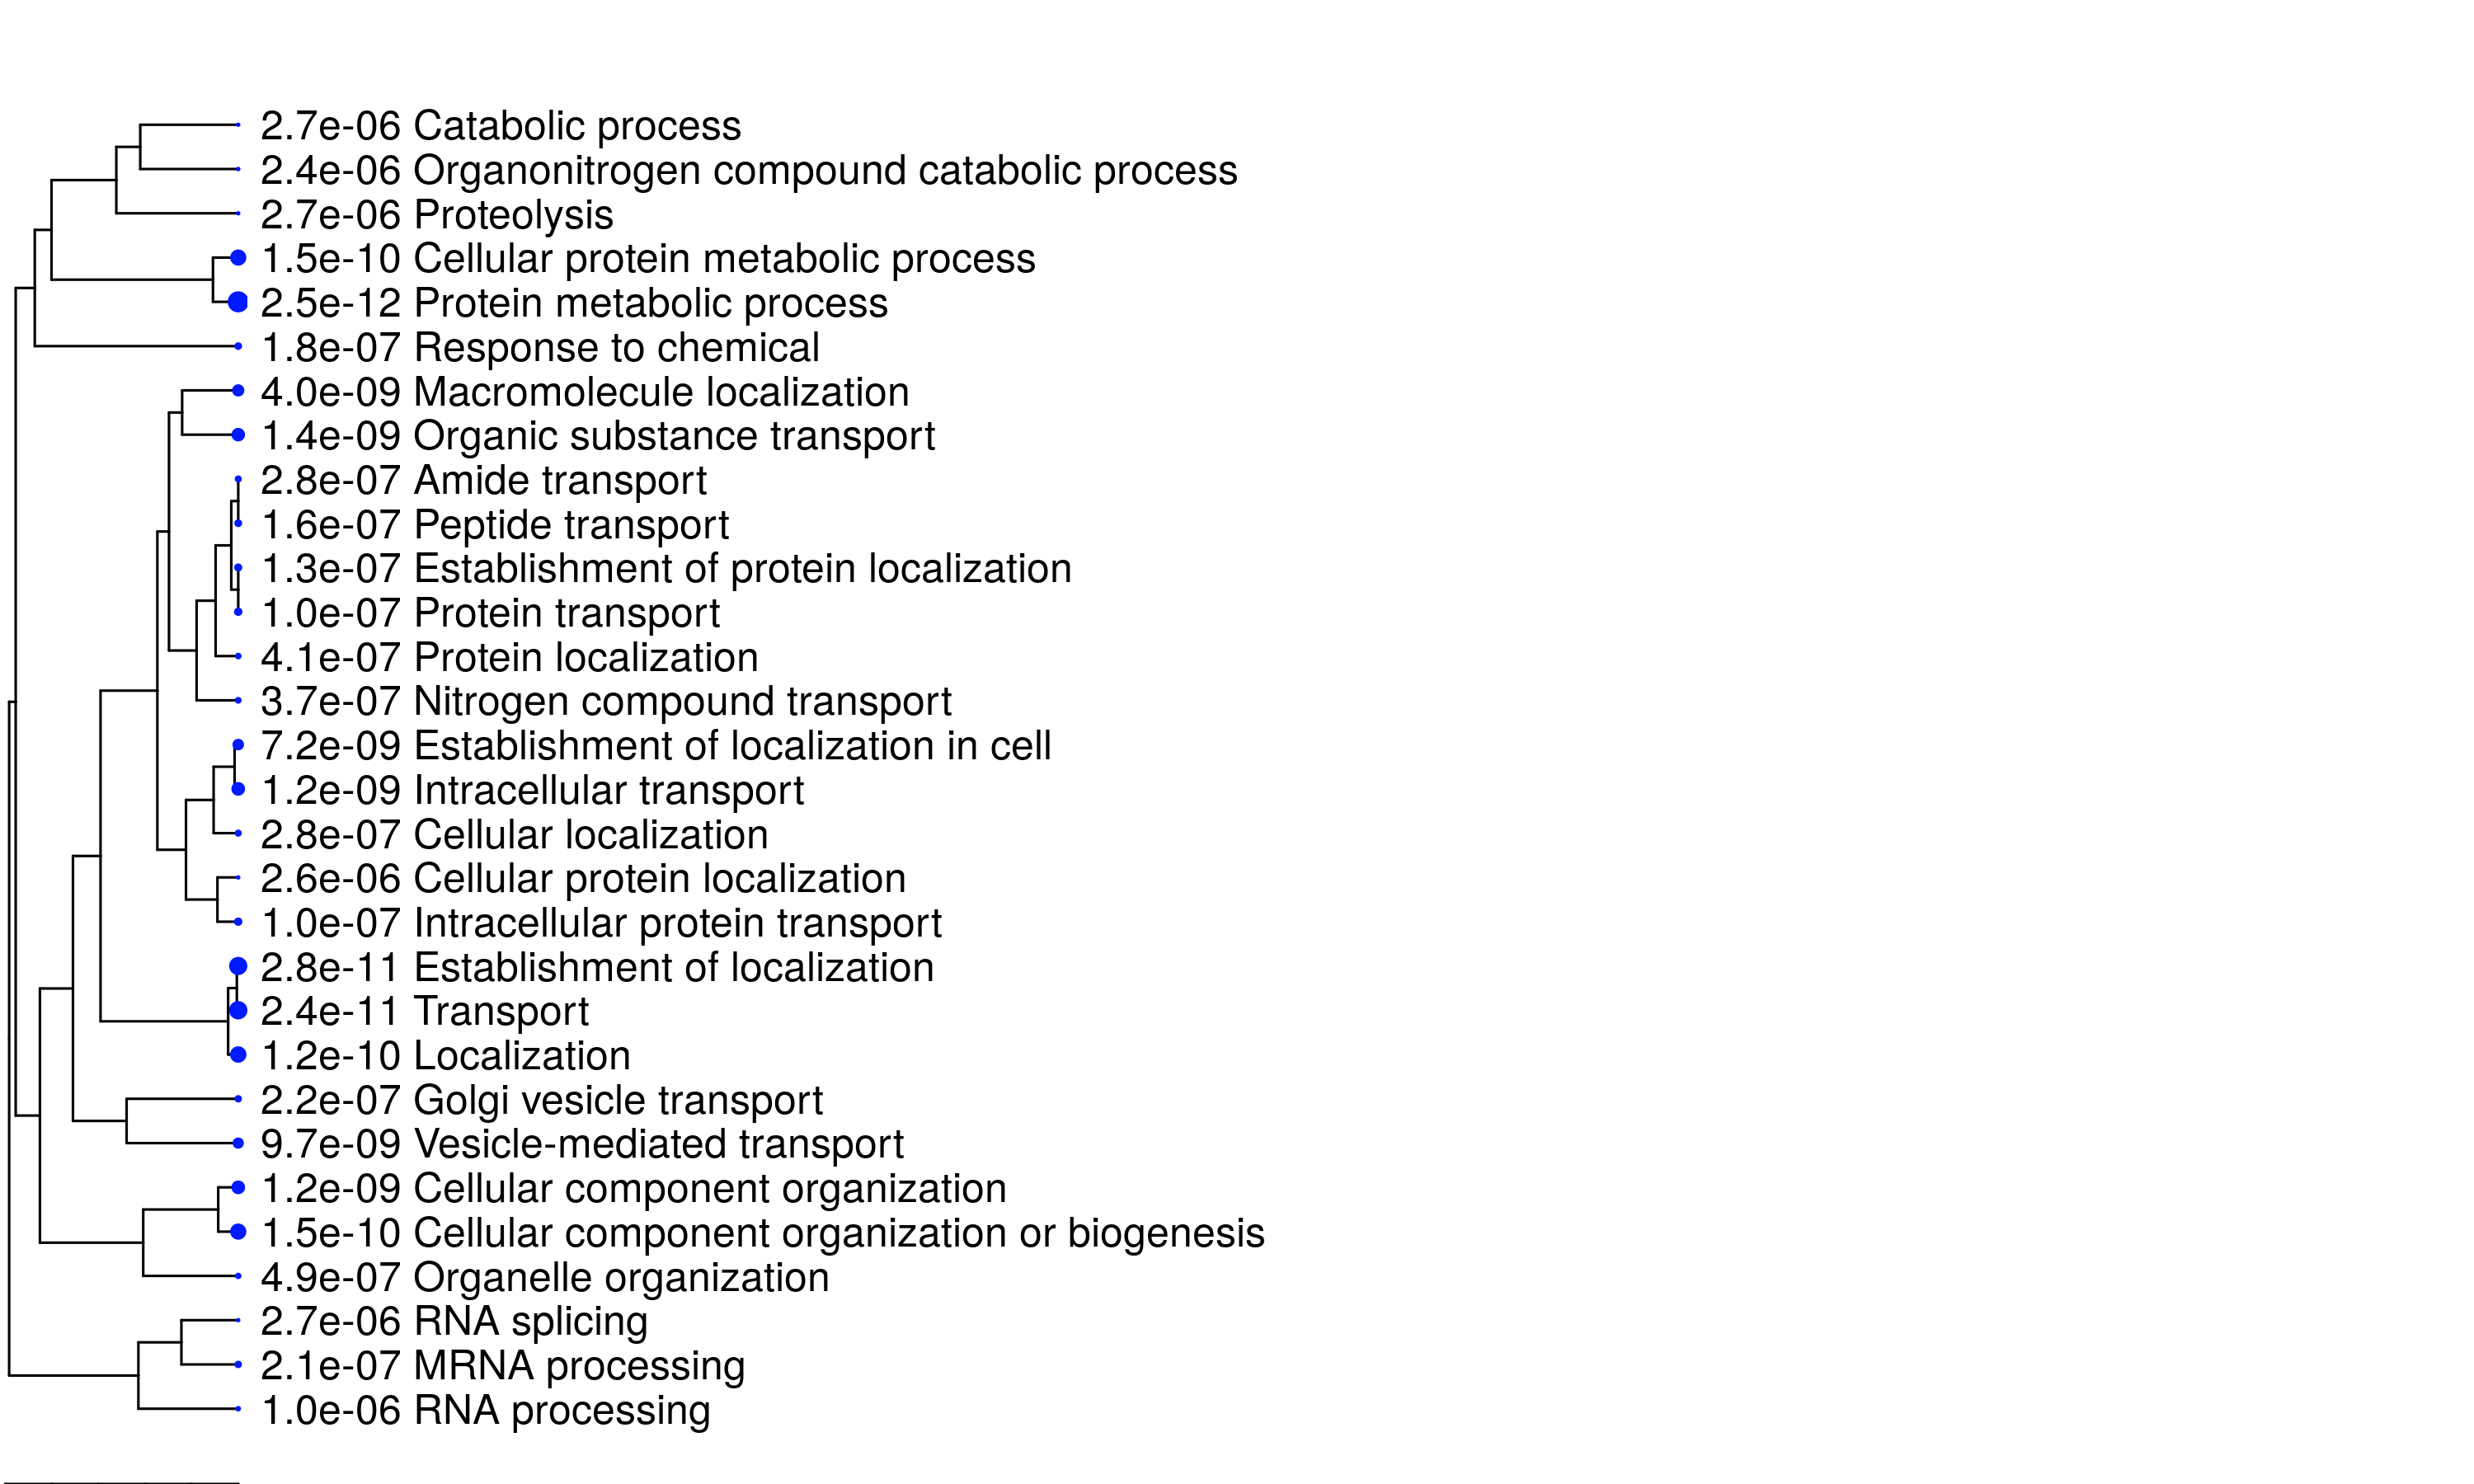 2.7e-06 Catabolic process
2.4e-06 Organonitrogen compound catabolic process
2.7e-06 Proteolysis
1.5e-10 Cellular protein metabolic process
2.5e-12 Protein metabolic process
1.8e-07 Response to chemical
4.0e-09 Macromolecule localization
1.4e-09 Organic substance transport
2.8e-07 Amide transport
1.6e-07 Peptide transport
1.3e-07 Establishment of protein localization
1.0e-07 Protein transport
4.1e-07 Protein localization
3.7e-07 Nitrogen compound transport
7.2e-09 Establishment of localization in cell
1.2e-09 Intracellular transport
2.8e-07 Cellular localization
2.6e-06 Cellular protein localization
1.0e-07 Intracellular protein transport
2.8e-11 Establishment of localization
2.4e-11 Transport
1.2e-10 Localization
2.2e-07 Golgi vesicle transport
9.7e-09 Vesicle-mediated transport
1.2e-09 Cellular component organization
1.5e-10 Cellular component organization or biogenesis
4.9e-07 Organelle organization
2.7e-06 RNA splicing
2.1e-07 MRNA processing
1.0e-06 RNA processing